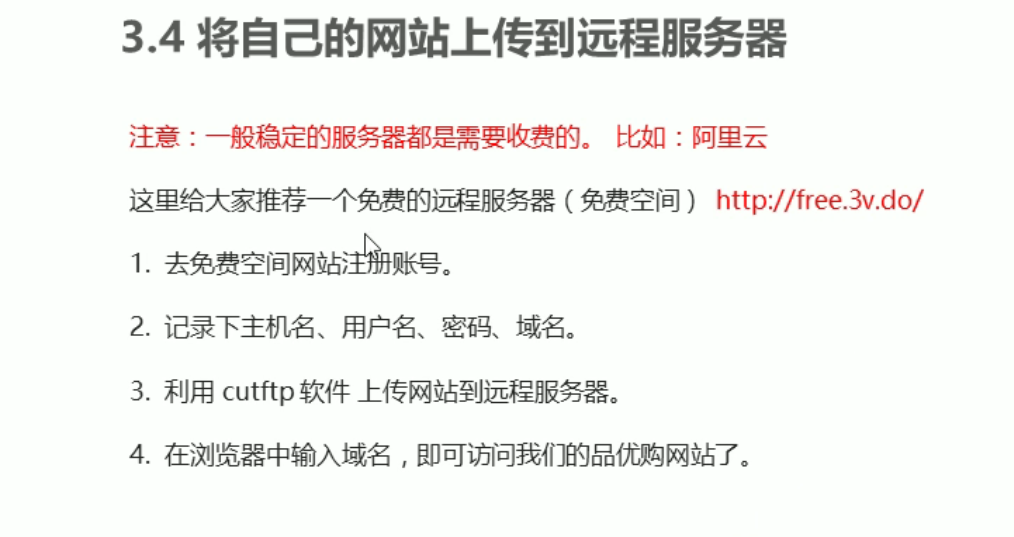 3.4 将自己的网站上传到远程服务器
注意：一般稳定的服务器都是需要收费的。 比如：阿里云
这里给大家推荐一个免费的远程服务器（免费空间） http://free.3v.do/
1. 去免费空间网站注册账号。
2. 记录下主机名、用户名、密码、域名。
3. 利用 cutftp 软件 上传网站到远程服务器。
4. 在浏览器中输入域名，即可访问我们的品优购网站了。